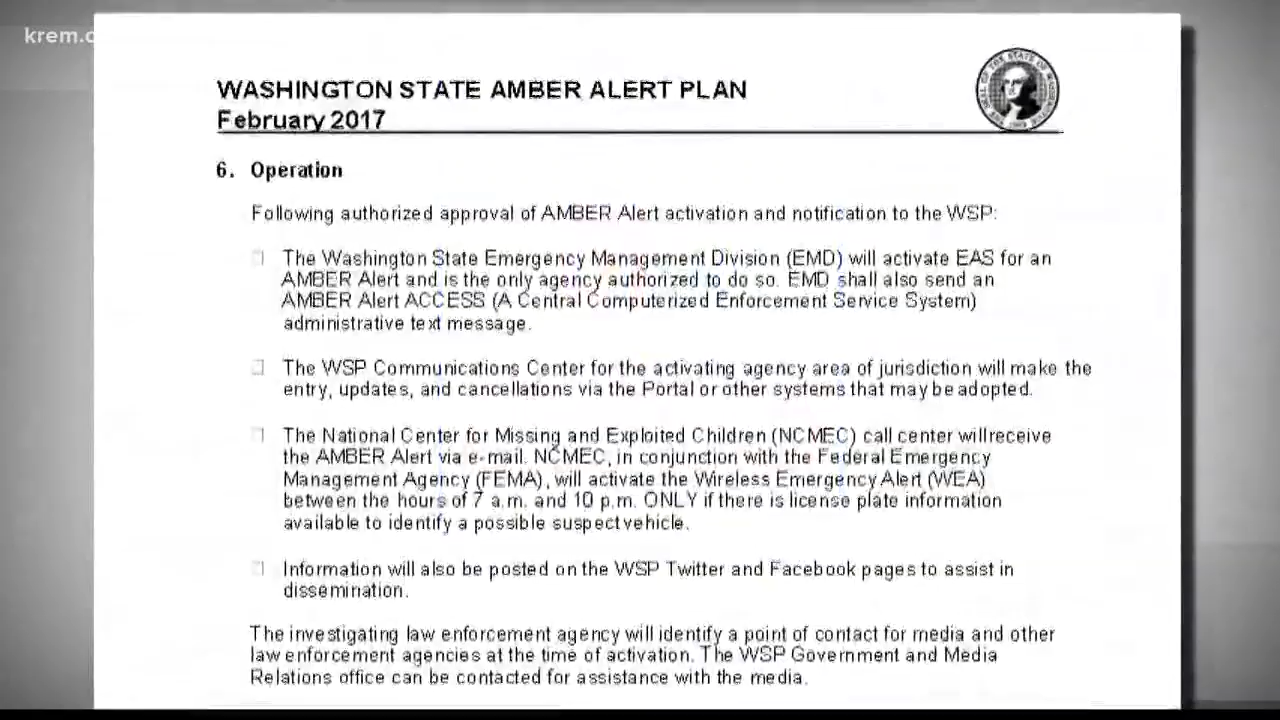 krem.c
WASHINGTON STATE AMBER ALERT PLAN
February 2017
6. Operation
Following authorized approval of AMBER Alert activation and notification to the WSP:
The Washington State Emergency Management Division (EMD) will activate EAS for an
AMBER Alert and is the only agency authorized to do so. EMD shall also send an
AMBER Alert ACCESS (A Central Computerized Enforcement Service System)
administrative text message.
The WSP Communications Center for the activating agency area of jurisdiction will make the
entry, updates, and cancellations via the Portal or other systems that may be adopted.
The National Center for Missing and Exploited Children (NCMEC) call center will receive
the AMBER Alert via e-mail. NCMEC, in conjunction with the Federal Emergency
Management Agency (FEMA), will activate the Wireless Emergency Alert (WEA)
between the hours of 7 a.m. and 10 p.m. ONLY if there is license plate information
available to identify a possible suspect vehicle.
Information will also be posted on the WSP Twitter and Facebook pages to assist in
dissemination.
The investigating law enforcement agency will identify a point of contact for media and other
law enforcement agencies at the time of activation. The WSP Government and Media
Relations office can be contacted for assistance with the media.